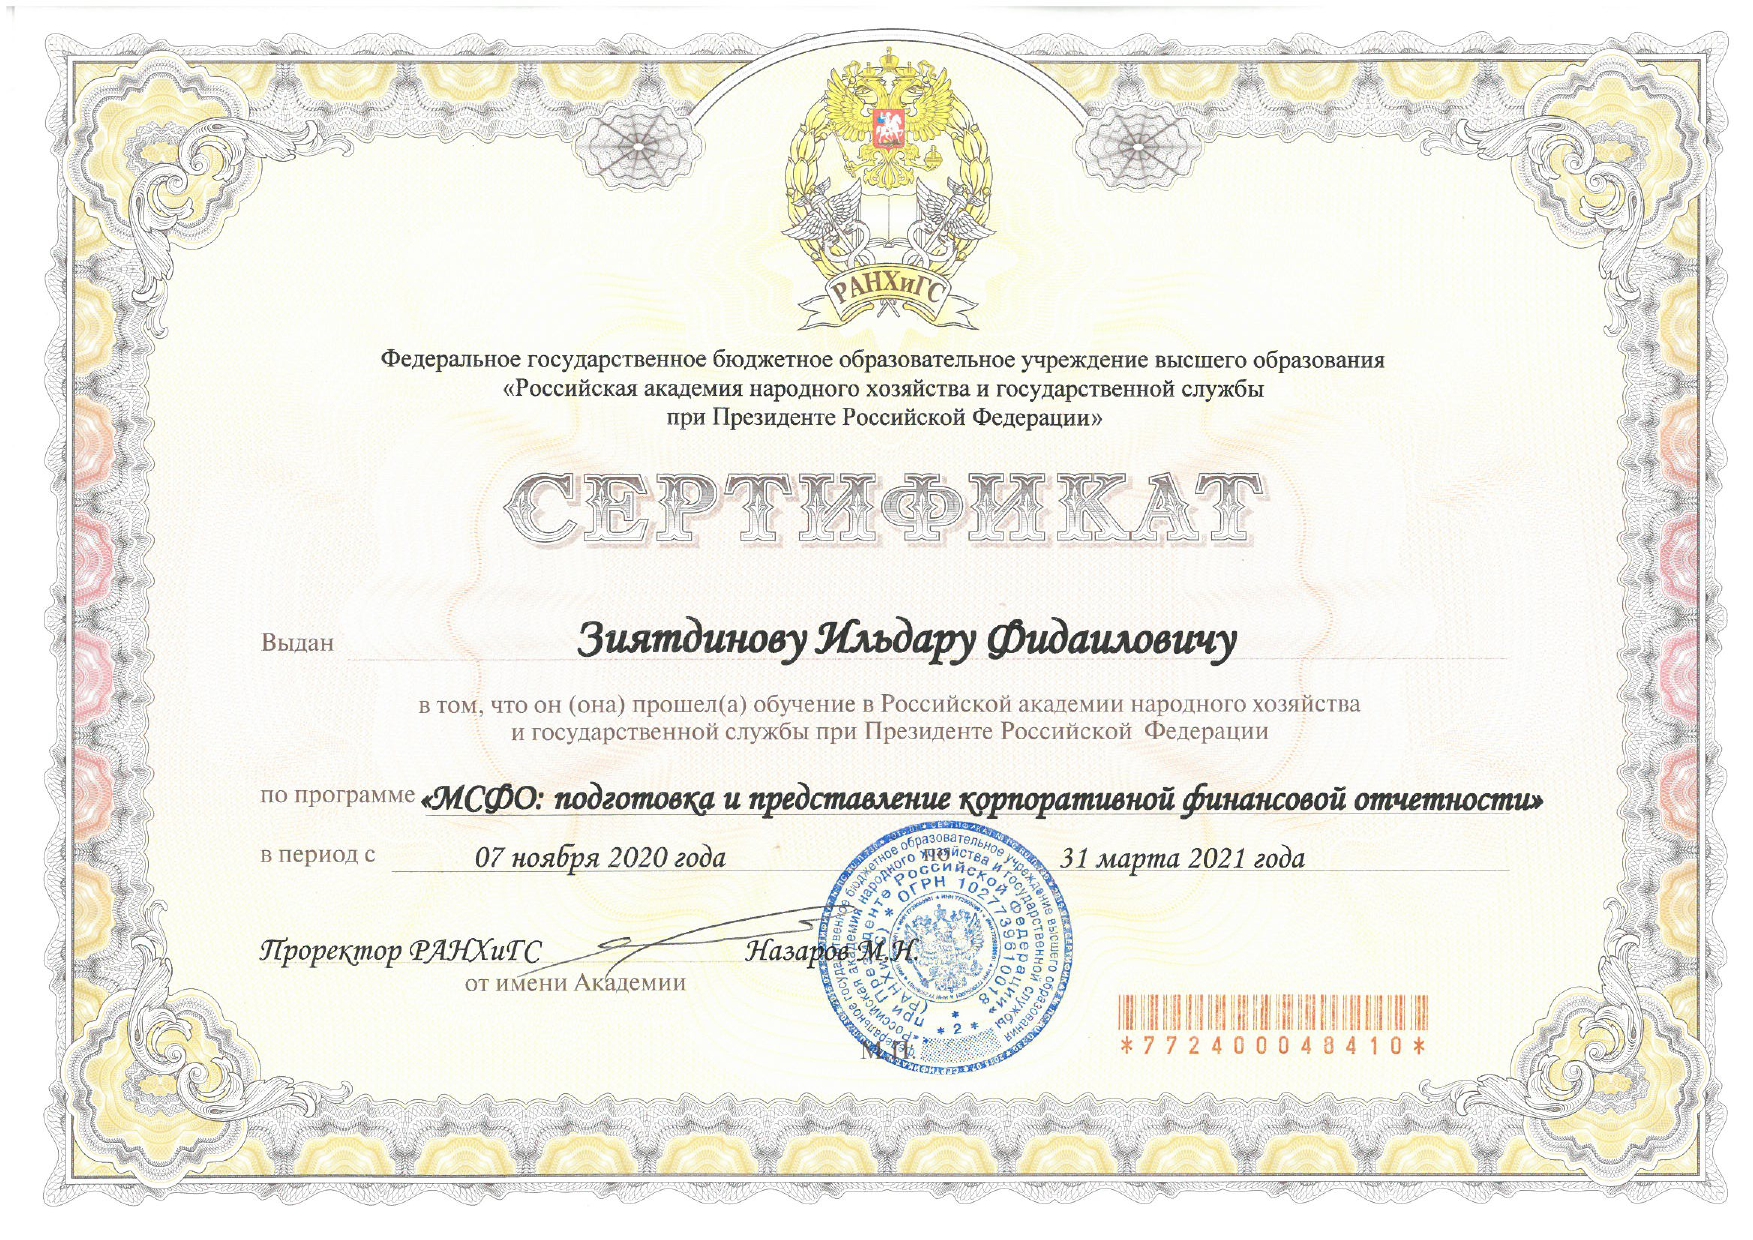 РАНХиГС
Федеральное государственное бюджетное образовательное учреждение высшего образования
«Российская академия народного хозяйства и государственной службы
при Президенте Российской Федерации»
СЕРТИФИКАТ
Выдан Зиятдинову Ильдару Фидаиловичу
в том, что он (она) прошел(а) обучение в Российской академии народного хозяйства
и государственной службы при Президенте Российской Федерации
по программе «МСФО: подготовка и представление корпоративной финансовой отчетности»
в период с 07 ноября 2020 года по 31 марта 2021 года
Проректор РАНХиГС Назаров М.Н.
от имени Академии
М.П.
Федеральное государственное бюджетное образовательное учреждение высшего образования
«Российская академия народного хозяйства и государственной службы
при Президенте Российской Федерации»
(РАНХиГС) * ОГРН 1027739610018
* 2 *
*772400048410*